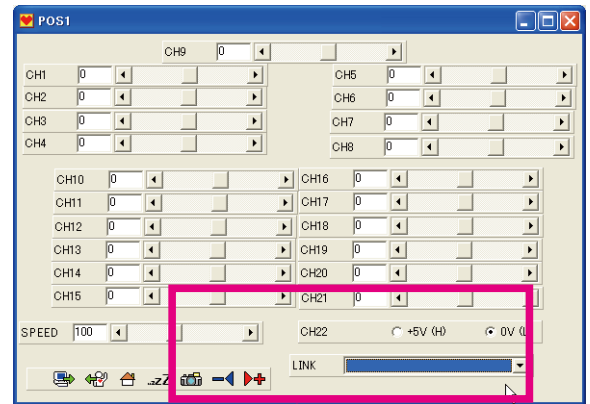 POS1
CH9 0
CH1 0
CH5 0
CH2 0
CH6 0
CH3 0
CH7 0
CH4 0
CH8 0
CH10 0
CH16 0
CH11 0
CH17 0
CH12 0
CH18 0
CH13 0
CH19 0
CH14 0
CH20 0
CH15 0
CH21 0
SPEED 100
CH22 +5V (H) 0V (L
LINK
..zZ